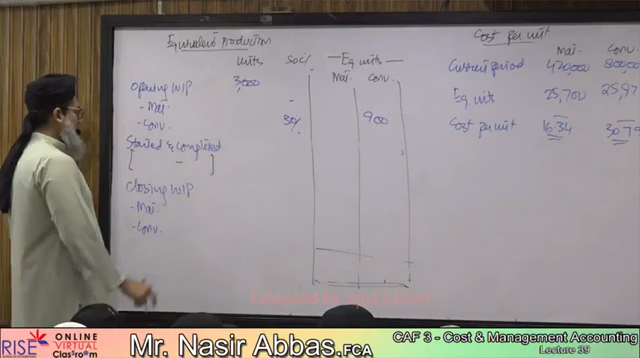 Equivalent Production
units SOC% Eq units
Mat. Conv.
Opening WIP 3,000
- Mat. -
- Conv. 30% 900
Started & completed
[ - ]
Closing WIP
- Mat.
- Conv.
Cost per unit
Mat. Conv.
Current period 420,000 800,00
Eq units 25,700 25,97
Cost per unit 16.34 30.79
RISE ONLINE VIRTUAL Classroom
Mr. Nasir Abbas.FCA
CAF 3 - Cost & Management Accounting
Lecture 39